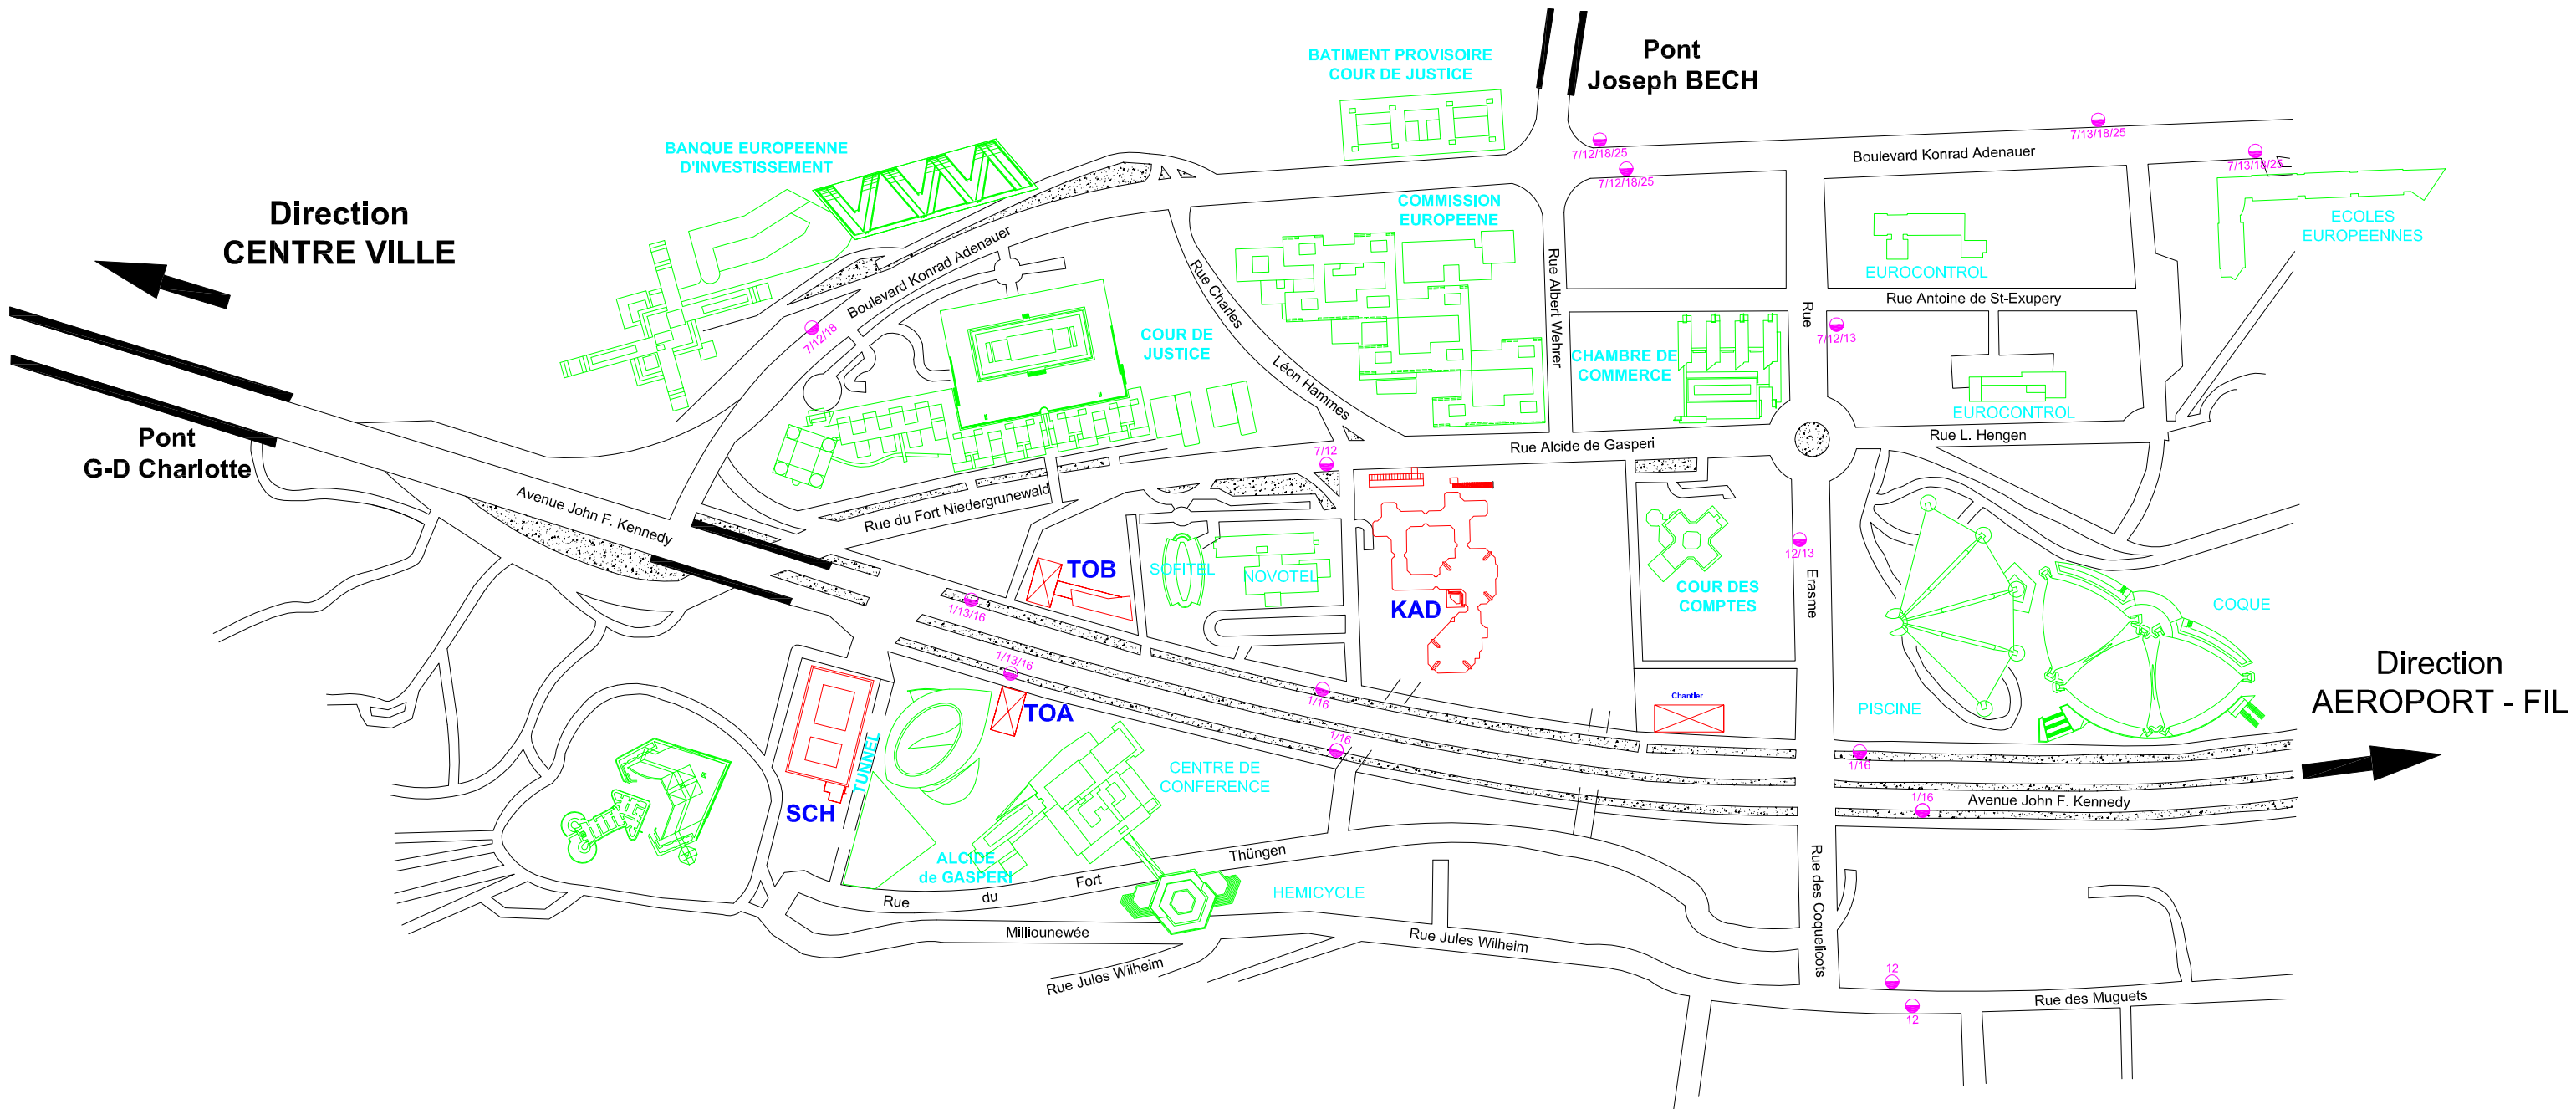 Pont
Joseph BECH
BATIMENT PROVISOIRE
COUR DE JUSTICE
7/12/18/25
7/12/18/25
7/13/18/25
7/13/18/25
Boulevard Konrad Adenauer
BANQUE EUROPEENNE
D'INVESTISSEMENT
Direction
CENTRE VILLE
COMMISSION
EUROPEENE
ECOLES
EUROPEENNES
EUROCONTROL
Boulevard Konrad Adenauer
Rue Charles
Léon Hammes
Rue Albert Wehrer
Rue Antoine de St-Exupery
Rue
Erasme
7/12/18
7/12/13
COUR DE
JUSTICE
CHAMBRE DE
COMMERCE
EUROCONTROL
Pont
G-D Charlotte
Rue Alcide de Gasperi
Rue L. Hengen
7/12
Avenue John F. Kennedy
Rue du Fort Niedergrunewald
TOB
SOFITEL
NOVOTEL
KAD
12/13
COUR DES
COMPTES
COQUE
1/13/16
1/13/16
TOA
1/16
1/16
Chantier
PISCINE
Direction
AEROPORT - FIL
TUNNEL
SCH
CENTRE DE
CONFERENCE
1/16
1/16
Avenue John F. Kennedy
ALCIDE
de GASPERI
Rue
du
Fort
Thüngen
HEMICYCLE
Rue des Coquelicots
Milliounewée
Rue Jules Wilheim
Rue Jules Wilheim
12
12
Rue des Muguets